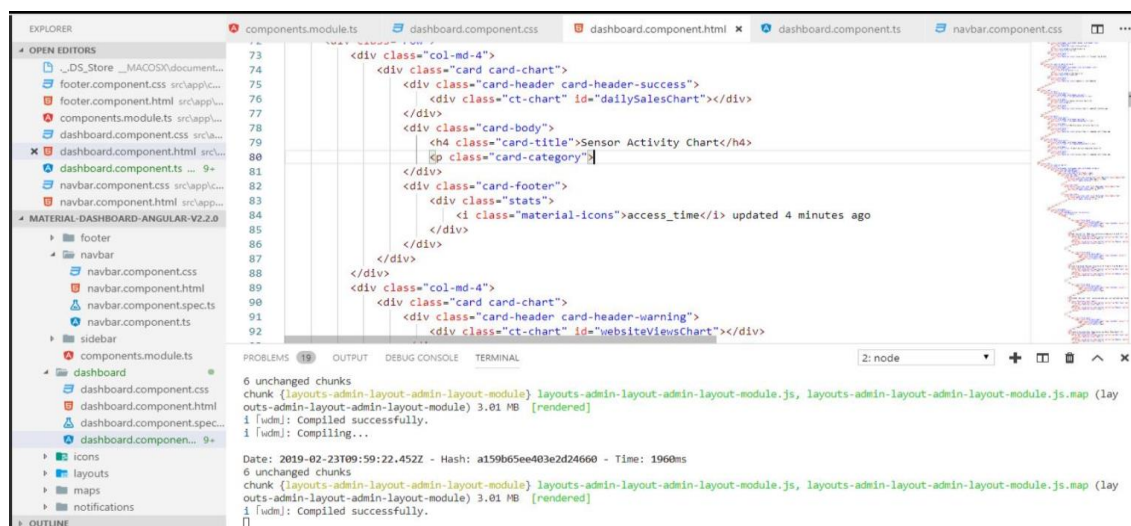 EXPLORER
components.module.ts
dashboard.component.css
dashboard.component.html ×
dashboard.component.ts
navbar.component.css
OPEN EDITORS
._.DS_Store __MACOSX\document...
footer.component.css src\app\c...
footer.component.html src\app\...
components.module.ts src\app\...
dashboard.component.css src\a...
× dashboard.component.html src\...
dashboard.component.ts ... 9+
navbar.component.css src\app\c...
navbar.component.html src\app...
MATERIAL-DASHBOARD-ANGULAR-V2.2.0
footer
navbar
navbar.component.css
navbar.component.html
navbar.component.spec.ts
navbar.component.ts
sidebar
components.module.ts
dashboard
dashboard.component.css
dashboard.component.html
dashboard.component.spec...
dashboard.componen... 9+
icons
layouts
maps
notifications
OUTLINE
73 <div class="col-md-4">
74 <div class="card card-chart">
75 <div class="card-header card-header-success">
76 <div class="ct-chart" id="dailySalesChart"></div>
77 </div>
78 <div class="card-body">
79 <h4 class="card-title">Sensor Activity Chart</h4>
80 <p class="card-category">
81 </div>
82 <div class="card-footer">
83 <div class="stats">
84 <i class="material-icons">access_time</i> updated 4 minutes ago
85 </div>
86 </div>
87 </div>
88 </div>
89 <div class="col-md-4">
90 <div class="card card-chart">
91 <div class="card-header card-header-warning">
92 <div class="ct-chart" id="websiteViewsChart"></div>
PROBLEMS 19 OUTPUT DEBUG CONSOLE TERMINAL 2: node
6 unchanged chunks
chunk {layouts-admin-layout-admin-layout-module} layouts-admin-layout-admin-layout-module.js, layouts-admin-layout-admin-layout-module.js.map (lay
outs-admin-layout-admin-layout-module) 3.01 MB [rendered]
i ｢wdm｣: Compiled successfully.
i ｢wdm｣: Compiling...
Date: 2019-02-23T09:59:22.452Z - Hash: a159b65ee403e2d24660 - Time: 1960ms
6 unchanged chunks
chunk {layouts-admin-layout-admin-layout-module} layouts-admin-layout-admin-layout-module.js, layouts-admin-layout-admin-layout-module.js.map (lay
outs-admin-layout-admin-layout-module) 3.01 MB [rendered]
i ｢wdm｣: Compiled successfully.